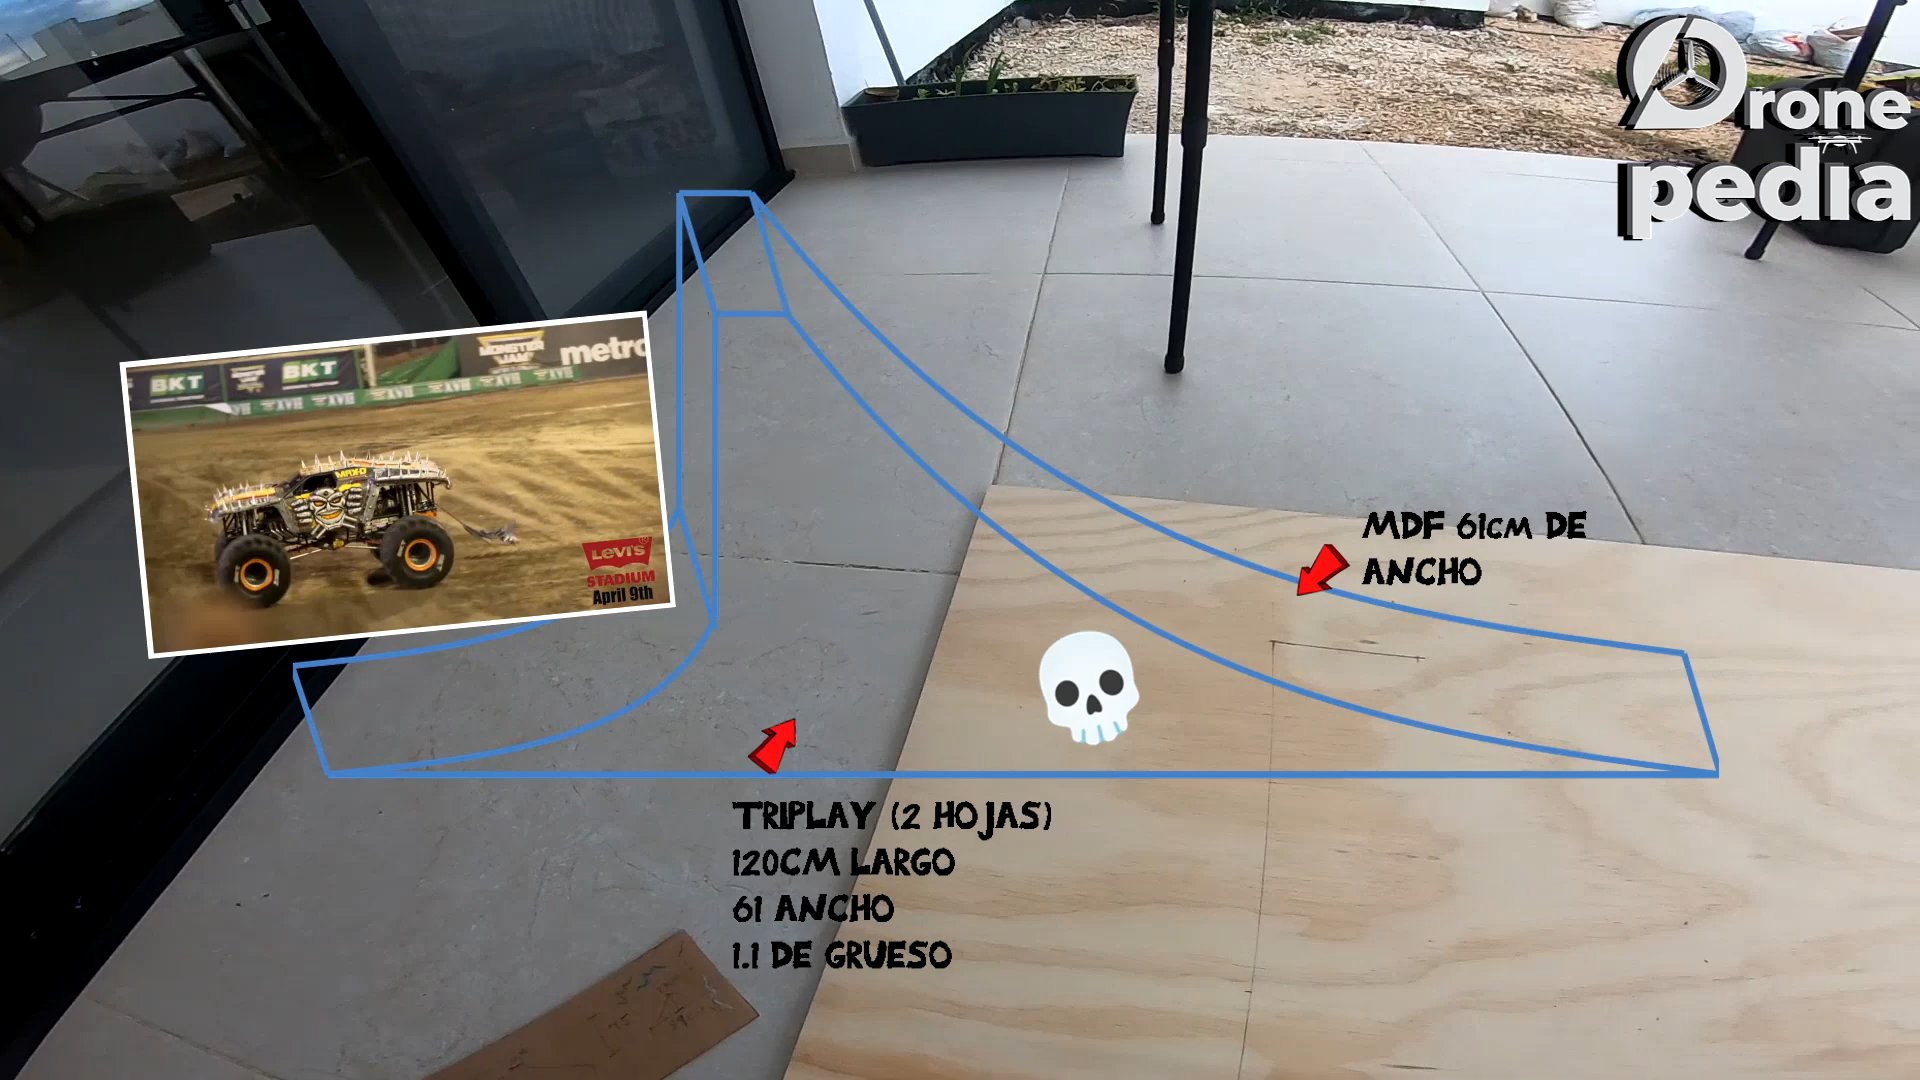 Drone
pedia
BKT
BKT
MONSTER
JAM
metro
MAX-D
LEVI'S
STADIUM
April 9th
MDF 61CM DE
ANCHO
TRIPLAY (2 HOJAS)
120CM LARGO
61 ANCHO
1.1 DE GRUESO